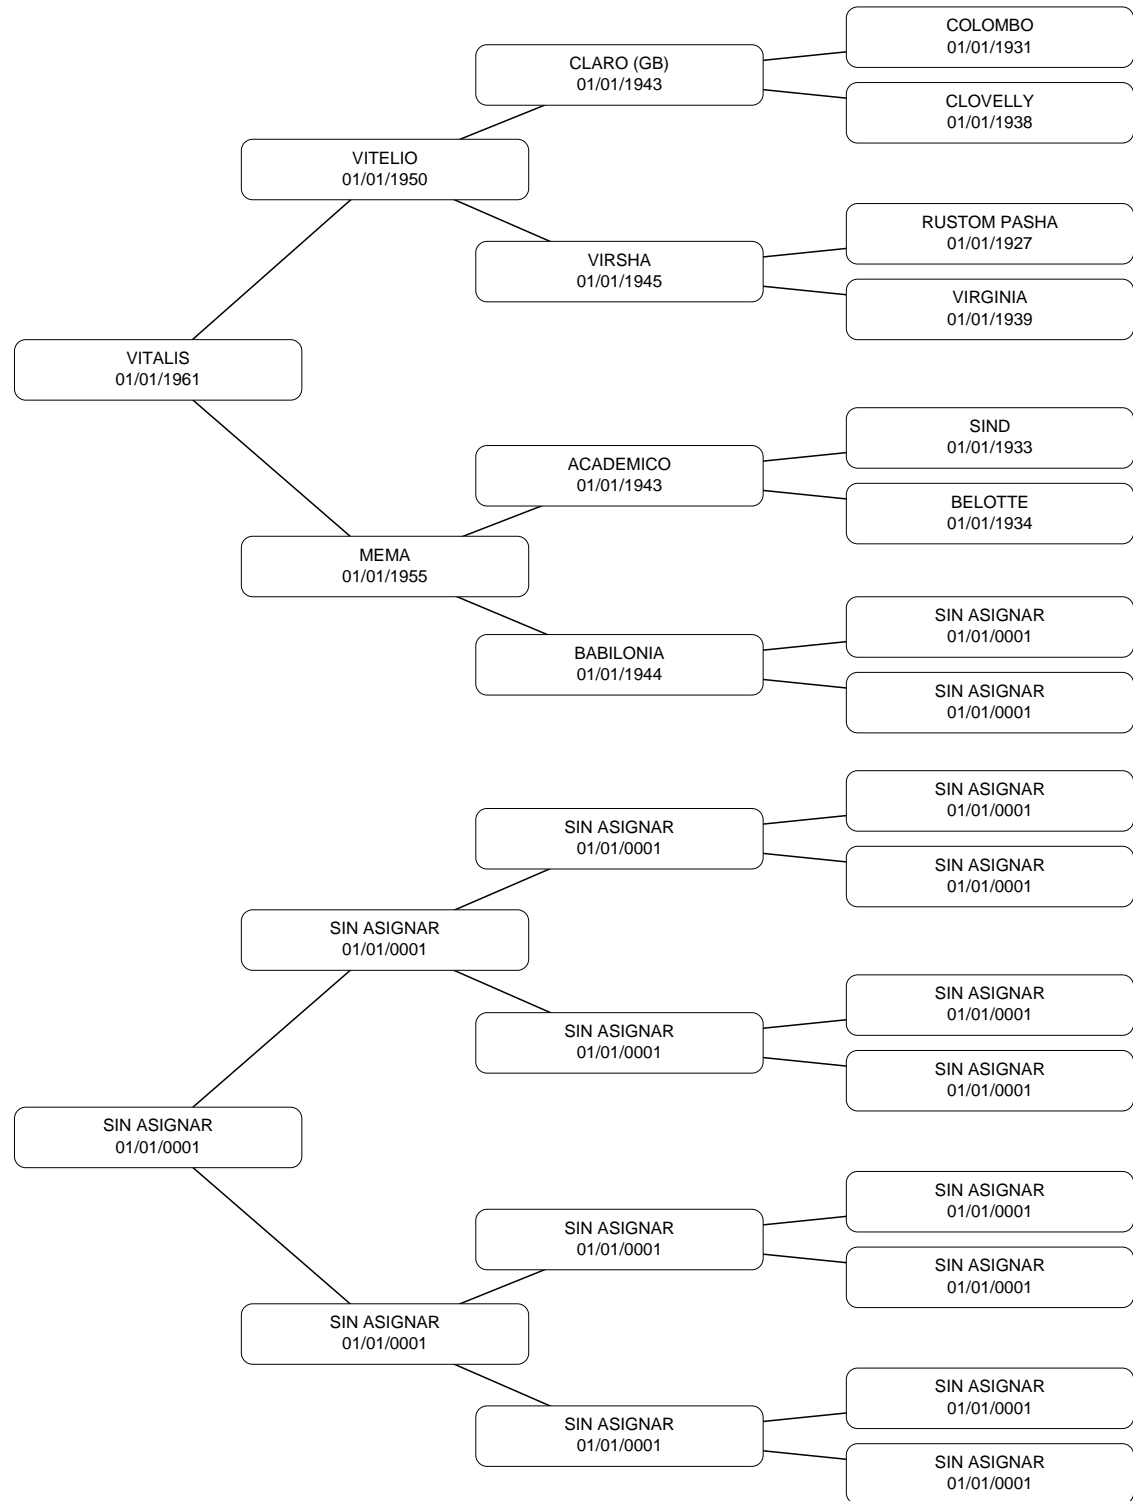 COLOMBO
01/01/1931
CLARO (GB)
01/01/1943
CLOVELLY
01/01/1938
VITELIO
01/01/1950
RUSTOM PASHA
01/01/1927
VIRSHA
01/01/1945
VIRGINIA
01/01/1939
VITALIS
01/01/1961
SIND
01/01/1933
ACADEMICO
01/01/1943
BELOTTE
01/01/1934
MEMA
01/01/1955
SIN ASIGNAR
01/01/0001
BABILONIA
01/01/1944
SIN ASIGNAR
01/01/0001
SIN ASIGNAR
01/01/0001
SIN ASIGNAR
01/01/0001
SIN ASIGNAR
01/01/0001
SIN ASIGNAR
01/01/0001
SIN ASIGNAR
01/01/0001
SIN ASIGNAR
01/01/0001
SIN ASIGNAR
01/01/0001
SIN ASIGNAR
01/01/0001
SIN ASIGNAR
01/01/0001
SIN ASIGNAR
01/01/0001
SIN ASIGNAR
01/01/0001
SIN ASIGNAR
01/01/0001
SIN ASIGNAR
01/01/0001
SIN ASIGNAR
01/01/0001
SIN ASIGNAR
01/01/0001